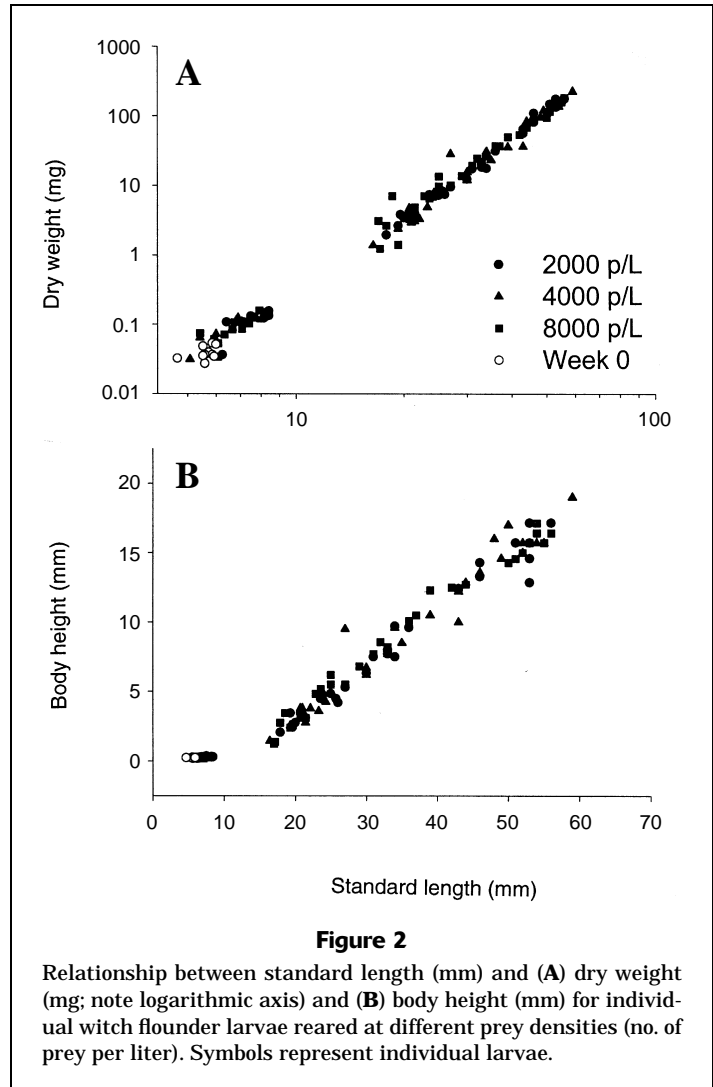 A
1000
100
10
1
0.1
0.01
Dry weight (mg)
2000 p/L
4000 p/L
8000 p/L
Week 0
10
100
B
20
15
10
5
0
Body height (mm)
0 10 20 30 40 50 60 70
Standard length (mm)
Figure 2
Relationship between standard length (mm) and (A) dry weight
(mg; note logarithmic axis) and (B) body height (mm) for individ-
ual witch flounder larvae reared at different prey densities (no. of
prey per liter). Symbols represent individual larvae.